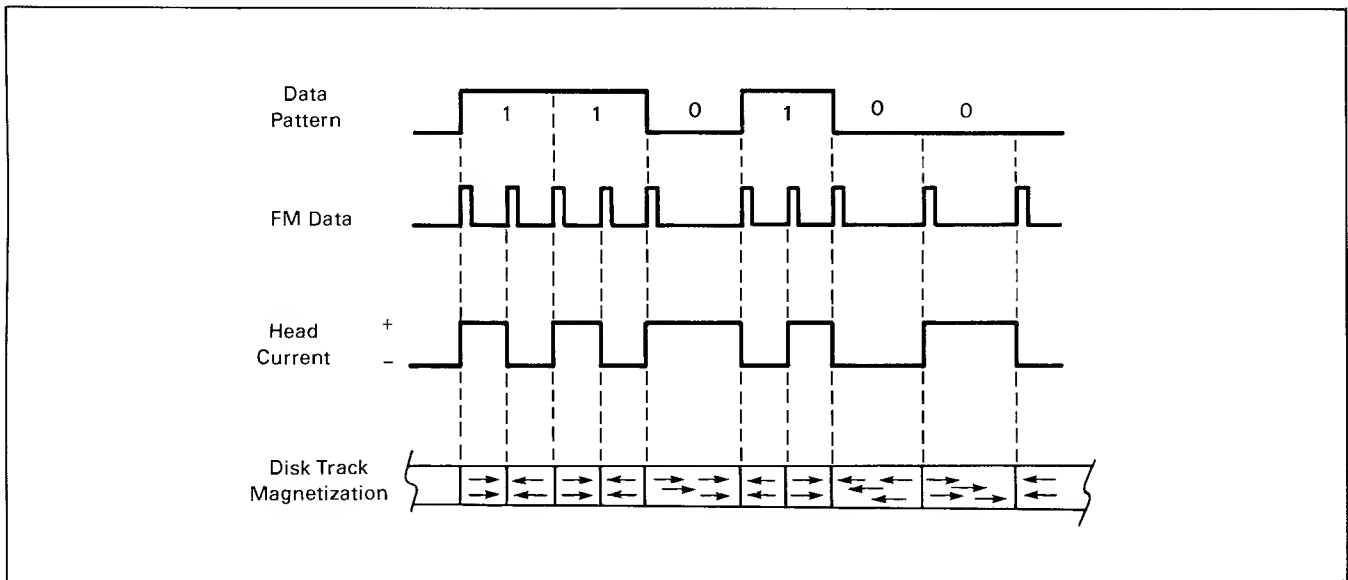 Data
Pattern
1 1 0 1 0 0
FM Data
Head
Current
+
–
Disk Track
Magnetization